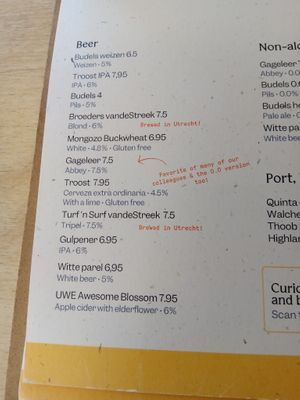 Beer
Budels weizen 6.5
Weizen - 5%
Troost IPA 7,95
IPA - 6%
Budels 4
Pils - 5%
Broeders vandeStreek 7.5
Blond - 6%
Brewed in Utrecht!
Mongozo Buckwheat 6.95
White - 4.8% - Gluten free
Gageleer 7.5
Abbey - 7.5%
Favorite of many of our
colleagues & the 0.0 version
too!
Troost 7.95
Cerveza extra ordinaria - 4.5%
With a lime - Gluten free
Turf 'n Surf vandeStreek 7.5
Tripel - 7.5%
Brewed in Utrecht!
Gulpener 6.95
IPA - 6%
Witte parel 6,95
White beer - 5%
UWE Awesome Blossom 7.95
Apple cider with elderflower - 6%
Non-al
Gageleer
Abbey - 0.0
Budels 0.
Pils - 0.0%
Budels
Pale ale - 0
Witte pa
White bee
Port,
Quinta
Walche
Thoob
Highlan
Curio
and b
Scan